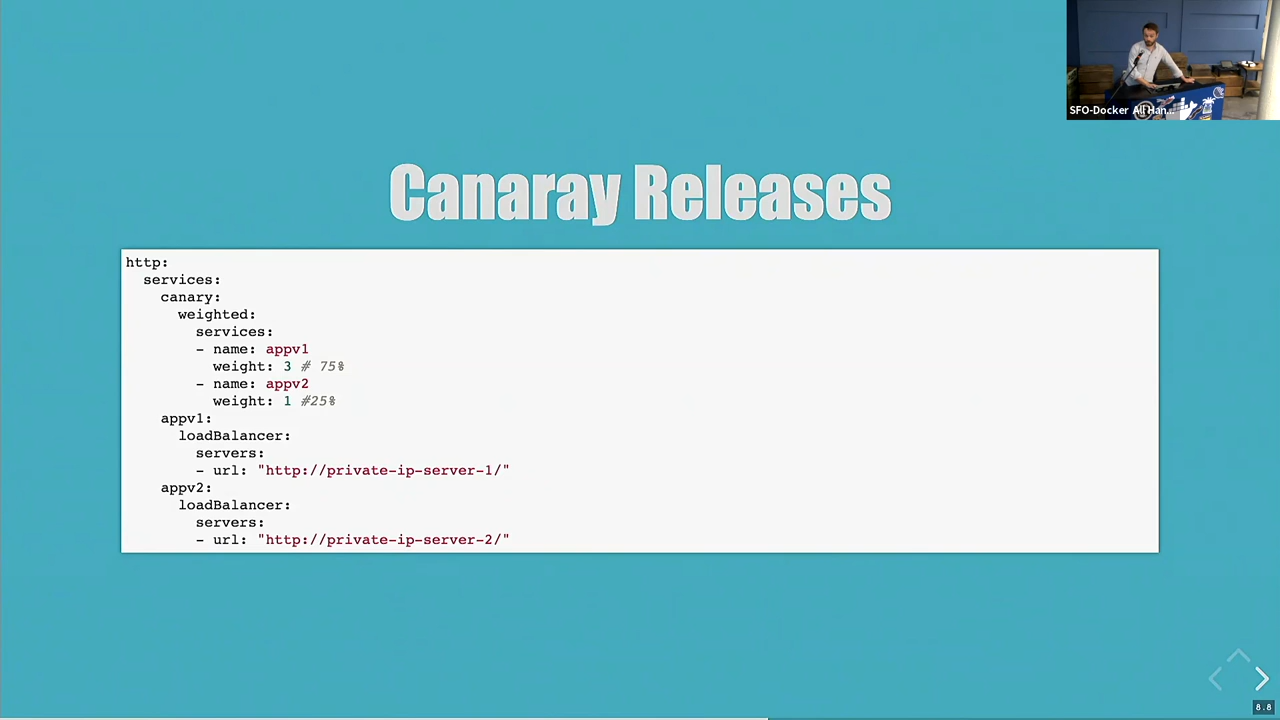 SFO-Docker All Han...
Canaray Releases
http:
  services:
    canary:
      weighted:
        services:
        - name: appv1
          weight: 3 # 75%
        - name: appv2
          weight: 1 #25%
    appv1:
      loadBalancer:
        servers:
        - url: "http://private-ip-server-1/"
    appv2:
      loadBalancer:
        servers:
        - url: "http://private-ip-server-2/"
8.8